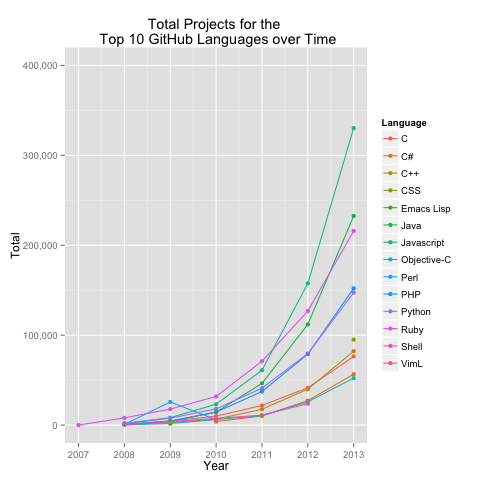 Total Projects for the
Top 10 GitHub Languages over Time
400,000
300,000
200,000
100,000
0
Total
2007 2008 2009 2010 2011 2012 2013
Year
Language
C
C#
C++
CSS
Emacs Lisp
Java
Javascript
Objective-C
Perl
PHP
Python
Ruby
Shell
VimL